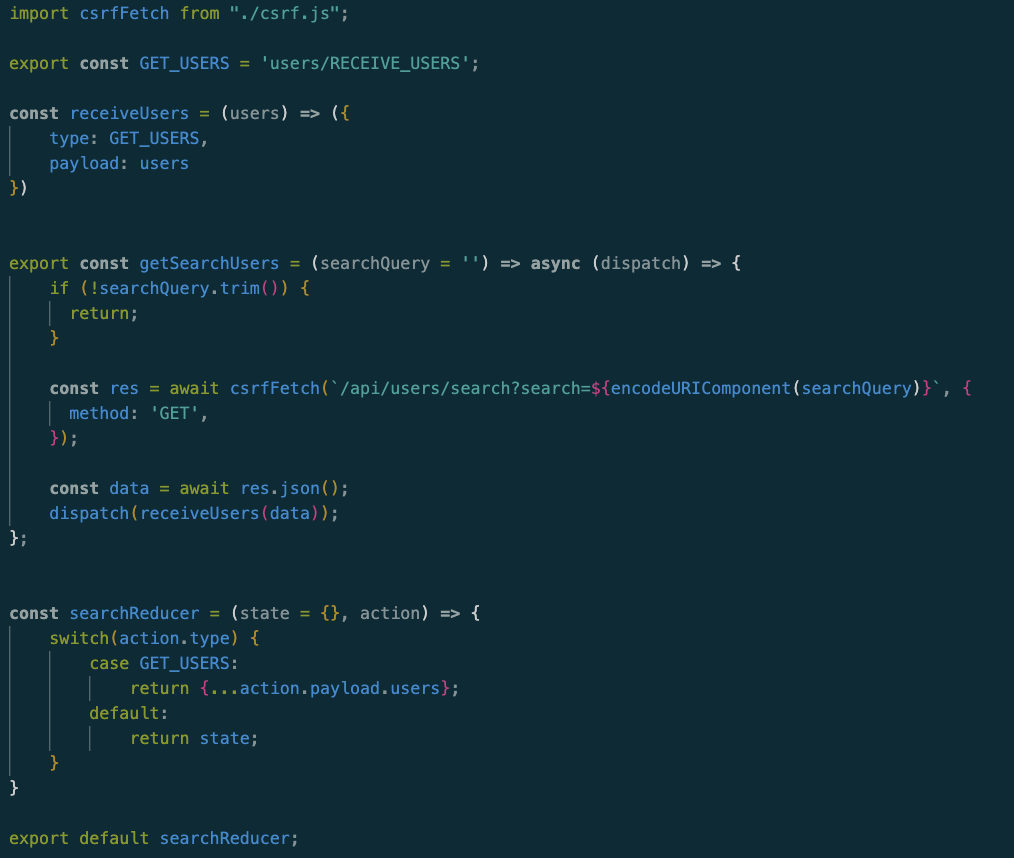 import csrfFetch from "./csrf.js";
export const GET_USERS = 'users/RECEIVE_USERS';
const receiveUsers = (users) => ({
    type: GET_USERS,
    payload: users
})
export const getSearchUsers = (searchQuery = '') => async (dispatch) => {
    if (!searchQuery.trim()) {
      return;
    }
    const res = await csrfFetch(`/api/users/search?search=${encodeURIComponent(searchQuery)}`, {
      method: 'GET',
    });
    const data = await res.json();
    dispatch(receiveUsers(data));
};
const searchReducer = (state = {}, action) => {
    switch(action.type) {
        case GET_USERS:
            return {...action.payload.users};
        default:
            return state;
    }
}
export default searchReducer;